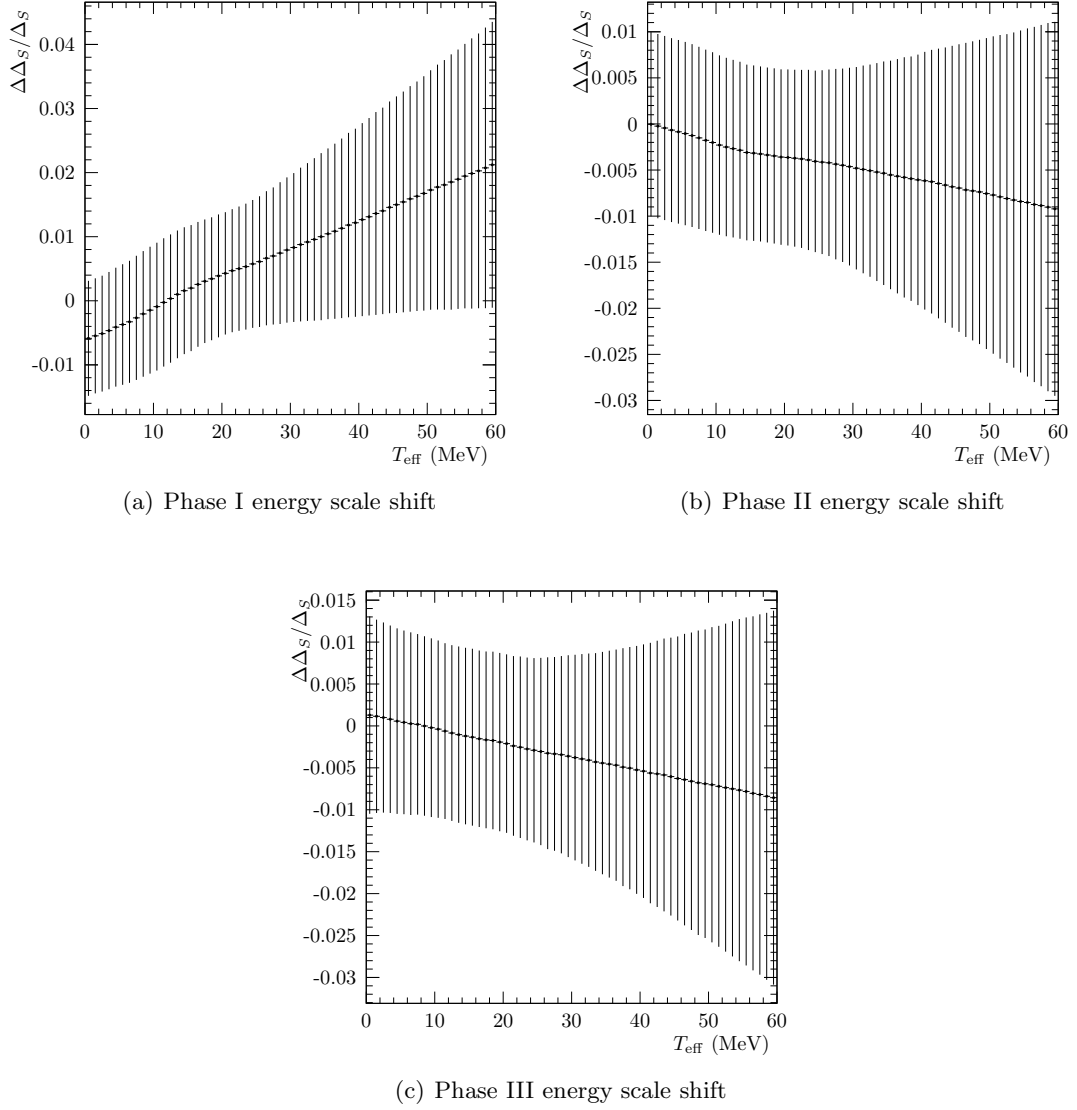 ΔΔ_S/Δ_S
0.04
0.03
0.02
0.01
0
-0.01
0 10 20 30 40 50 60
T_eff (MeV)
(a) Phase I energy scale shift
ΔΔ_S/Δ_S
0.01
0.005
0
-0.005
-0.01
-0.015
-0.02
-0.025
-0.03
0 10 20 30 40 50 60
T_eff (MeV)
(b) Phase II energy scale shift
ΔΔ_S/Δ_S
0.015
0.01
0.005
0
-0.005
-0.01
-0.015
-0.02
-0.025
-0.03
0 10 20 30 40 50 60
T_eff (MeV)
(c) Phase III energy scale shift